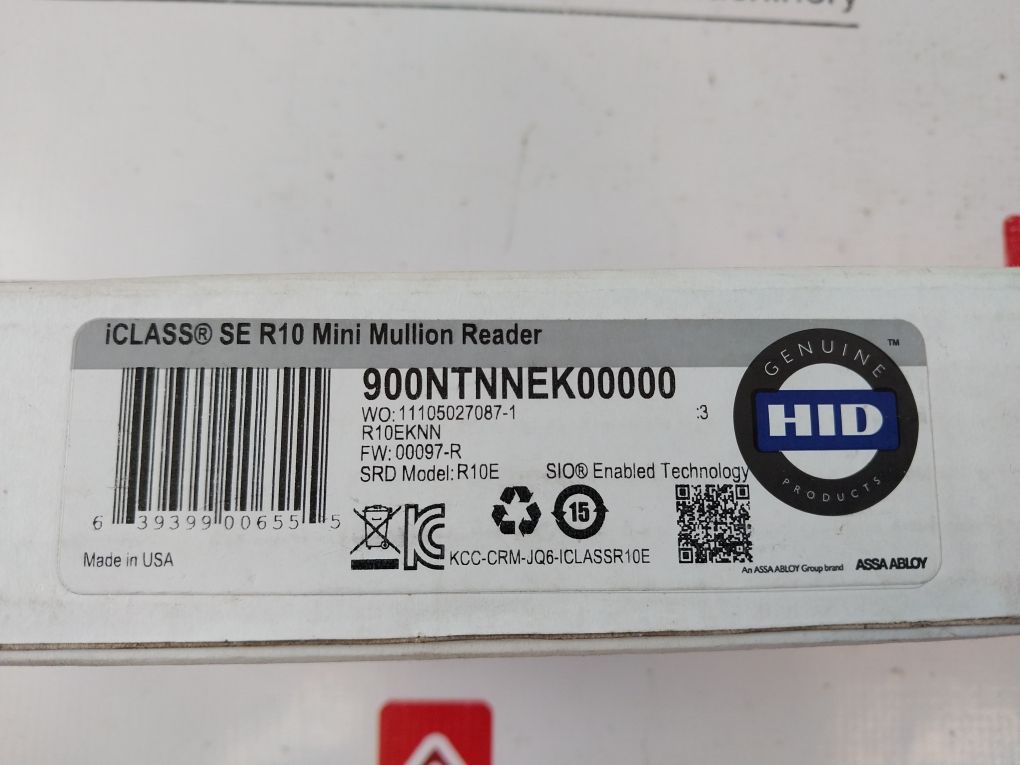 iCLASS® SE R10 Mini Mullion Reader
900NTNNEK00000
WO: 11105027087-1 :3
R10EKNN
FW: 00097-R
SRD Model: R10E SIO® Enabled Technology
6 39399 00655 5
15
KCC-CRM-JQ6-ICLASSR10E
Made in USA
GENUINE
HID
PRODUCTS
™
An ASSA ABLOY Group brand ASSA ABLOY